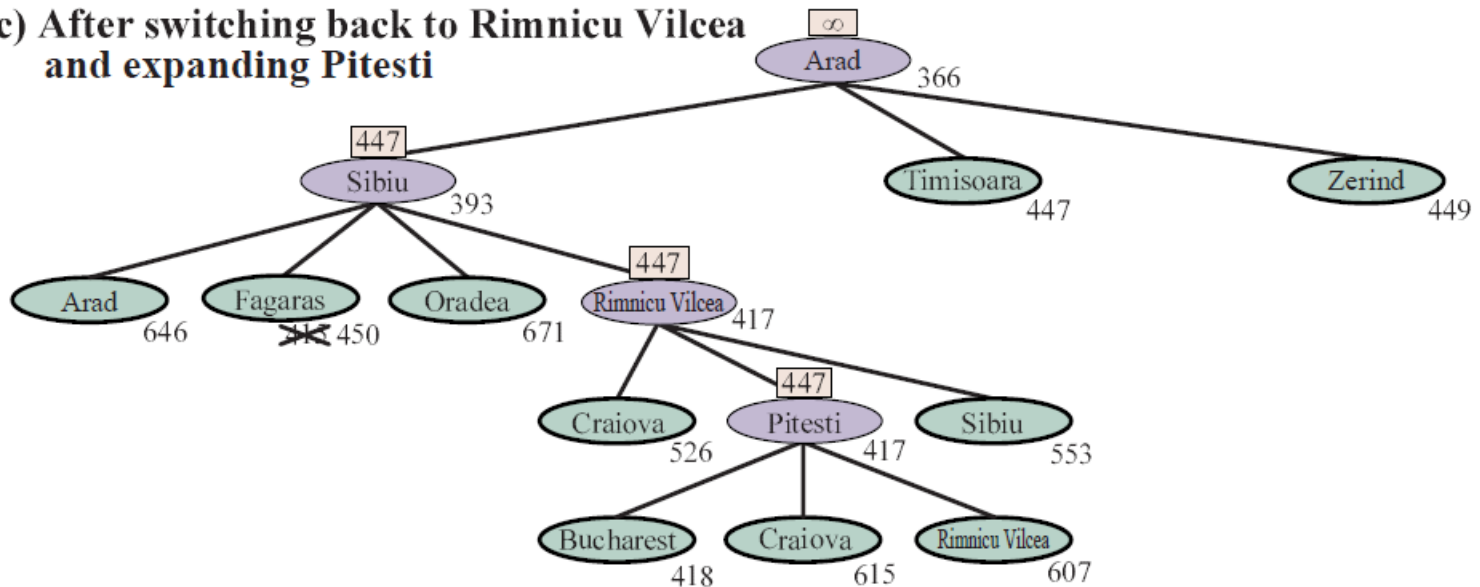 c) After switching back to Rimnicu Vilcea
and expanding Pitesti
∞
Arad
366
447
Sibiu
393
Timisoara
447
Zerind
449
Arad
646
Fagaras
413 450
Oradea
671
447
Rimnicu Vilcea
417
Craiova
526
447
Pitesti
417
Sibiu
553
Bucharest
418
Craiova
615
Rimnicu Vilcea
607